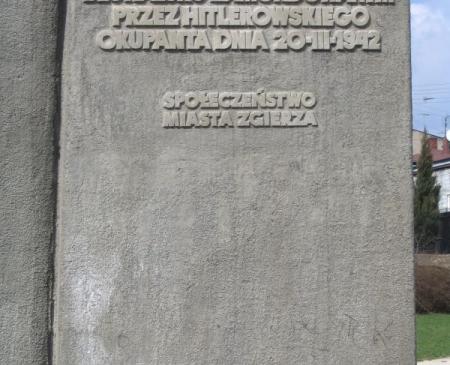 PRZEZ HITLEROWSKIEGO
OKUPANTA DNIA 20-III-1942
SPOŁECZEŃSTWO
MIASTA ZGIERZA